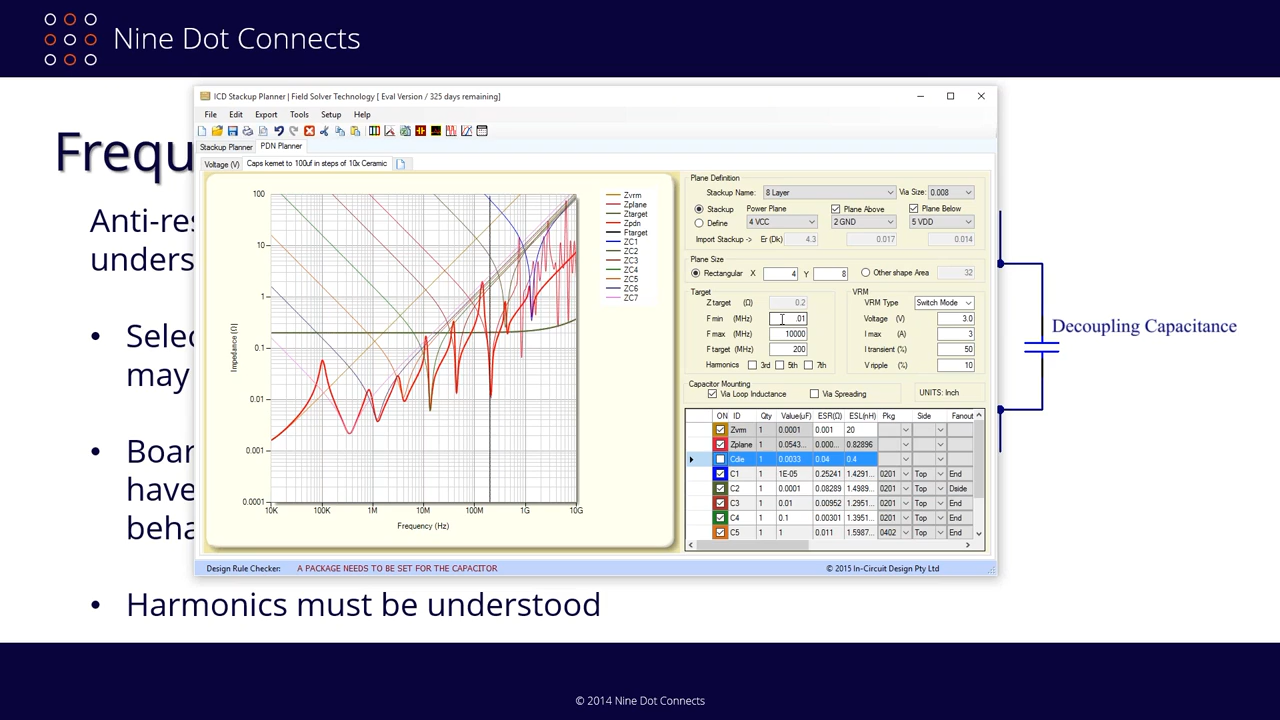 Nine Dot Connects
ICD Stackup Planner | Field Solver Technology [ Eval Version / 325 days remaining]
File Edit Export Tools Setup Help
Stackup Planner PDN Planner
Voltage (V) Caps kemet to 100uf in steps of 10x Ceramic
Frequ
Anti-res
unders
• Selec
may
• Boar
have
beha
• Harmonics must be understood
Impedance (Ω)
100
10
1
0.1
0.01
0.001
0.0001
10K 100K 1M 10M 100M 1G 10G
Frequency (Hz)
Zvrm
Zplane
Ztarget
Zpdn
Ftarget
ZC1
ZC2
ZC3
ZC4
ZC5
ZC6
ZC7
Plane Definition
Stackup Name: 8 Layer Via Size: 0.008
Stackup Power Plane Plane Above Plane Below
Define 4 VCC 2 GND 5 VDD
Import Stackup -> Er (Dk) 4.3 0.017 0.014
Plane Size
Rectangular X 4 Y 8 Other shape Area 32
Target
Z target (Ω) 0.2
F min (MHz) .01
F max (MHz) 10000
F target (MHz) 200
Harmonics 3rd 5th 7th
VRM
VRM Type Switch Mode
Voltage (V) 3.0
I max (A) 3
I transient (%) 50
V ripple (%) 10
Capacitor Mounting
Via Loop Inductance Via Spreading UNITS: Inch
ON ID Qty Value(uF) ESR(Ω) ESL(nH) Pkg Side Fanout
Zvrm 1 0.0001 0.001 20
Zplane 1 0.0543... 0.000... 0.82896
Cdie 1 0.0033 0.04 0.4
C1 1 1E-05 0.25241 1.4291... 0201 Top End
C2 1 0.0001 0.08289 1.4989... 0201 Top Dside
C3 1 0.01 0.00952 1.2951... 0201 Top End
C4 1 0.1 0.00301 1.3951... 0201 Top End
C5 1 1 0.011 1.5987... 0402 Top End
Design Rule Checker: A PACKAGE NEEDS TO BE SET FOR THE CAPACITOR © 2015 In-Circuit Design Pty Ltd
Decoupling Capacitance
© 2014 Nine Dot Connects